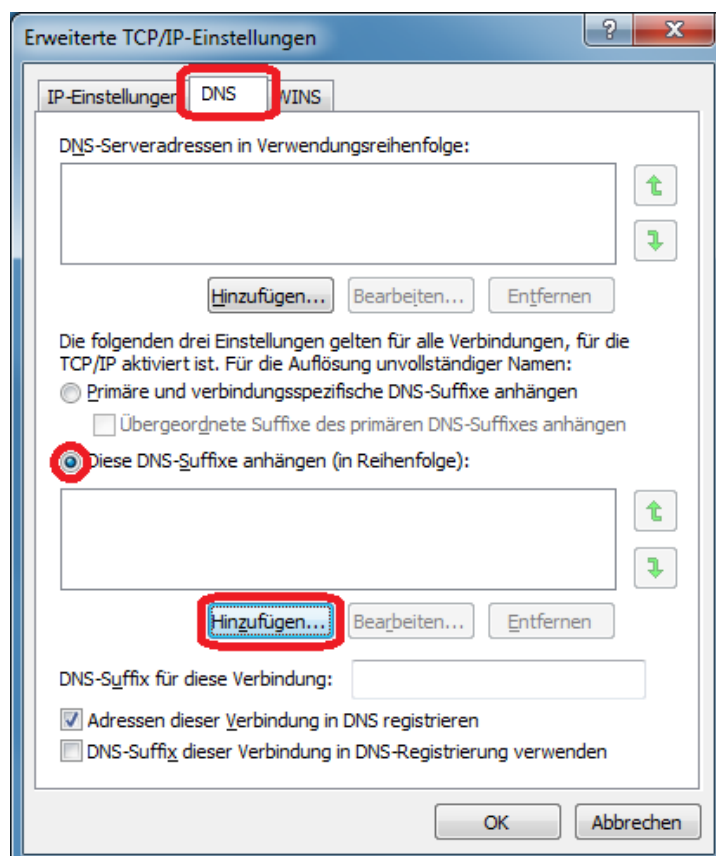 Erweiterte TCP/IP-Einstellungen
IP-Einstellungen DNS WINS
DNS-Serveradressen in Verwendungsreihenfolge:
Hinzufügen... Bearbeiten... Entfernen
Die folgenden drei Einstellungen gelten für alle Verbindungen, für die
TCP/IP aktiviert ist. Für die Auflösung unvollständiger Namen:
Primäre und verbindungsspezifische DNS-Suffixe anhängen
Übergeordnete Suffixe des primären DNS-Suffixes anhängen
Diese DNS-Suffixe anhängen (in Reihenfolge):
Hinzufügen... Bearbeiten... Entfernen
DNS-Suffix für diese Verbindung:
Adressen dieser Verbindung in DNS registrieren
DNS-Suffix dieser Verbindung in DNS-Registrierung verwenden
OK Abbrechen